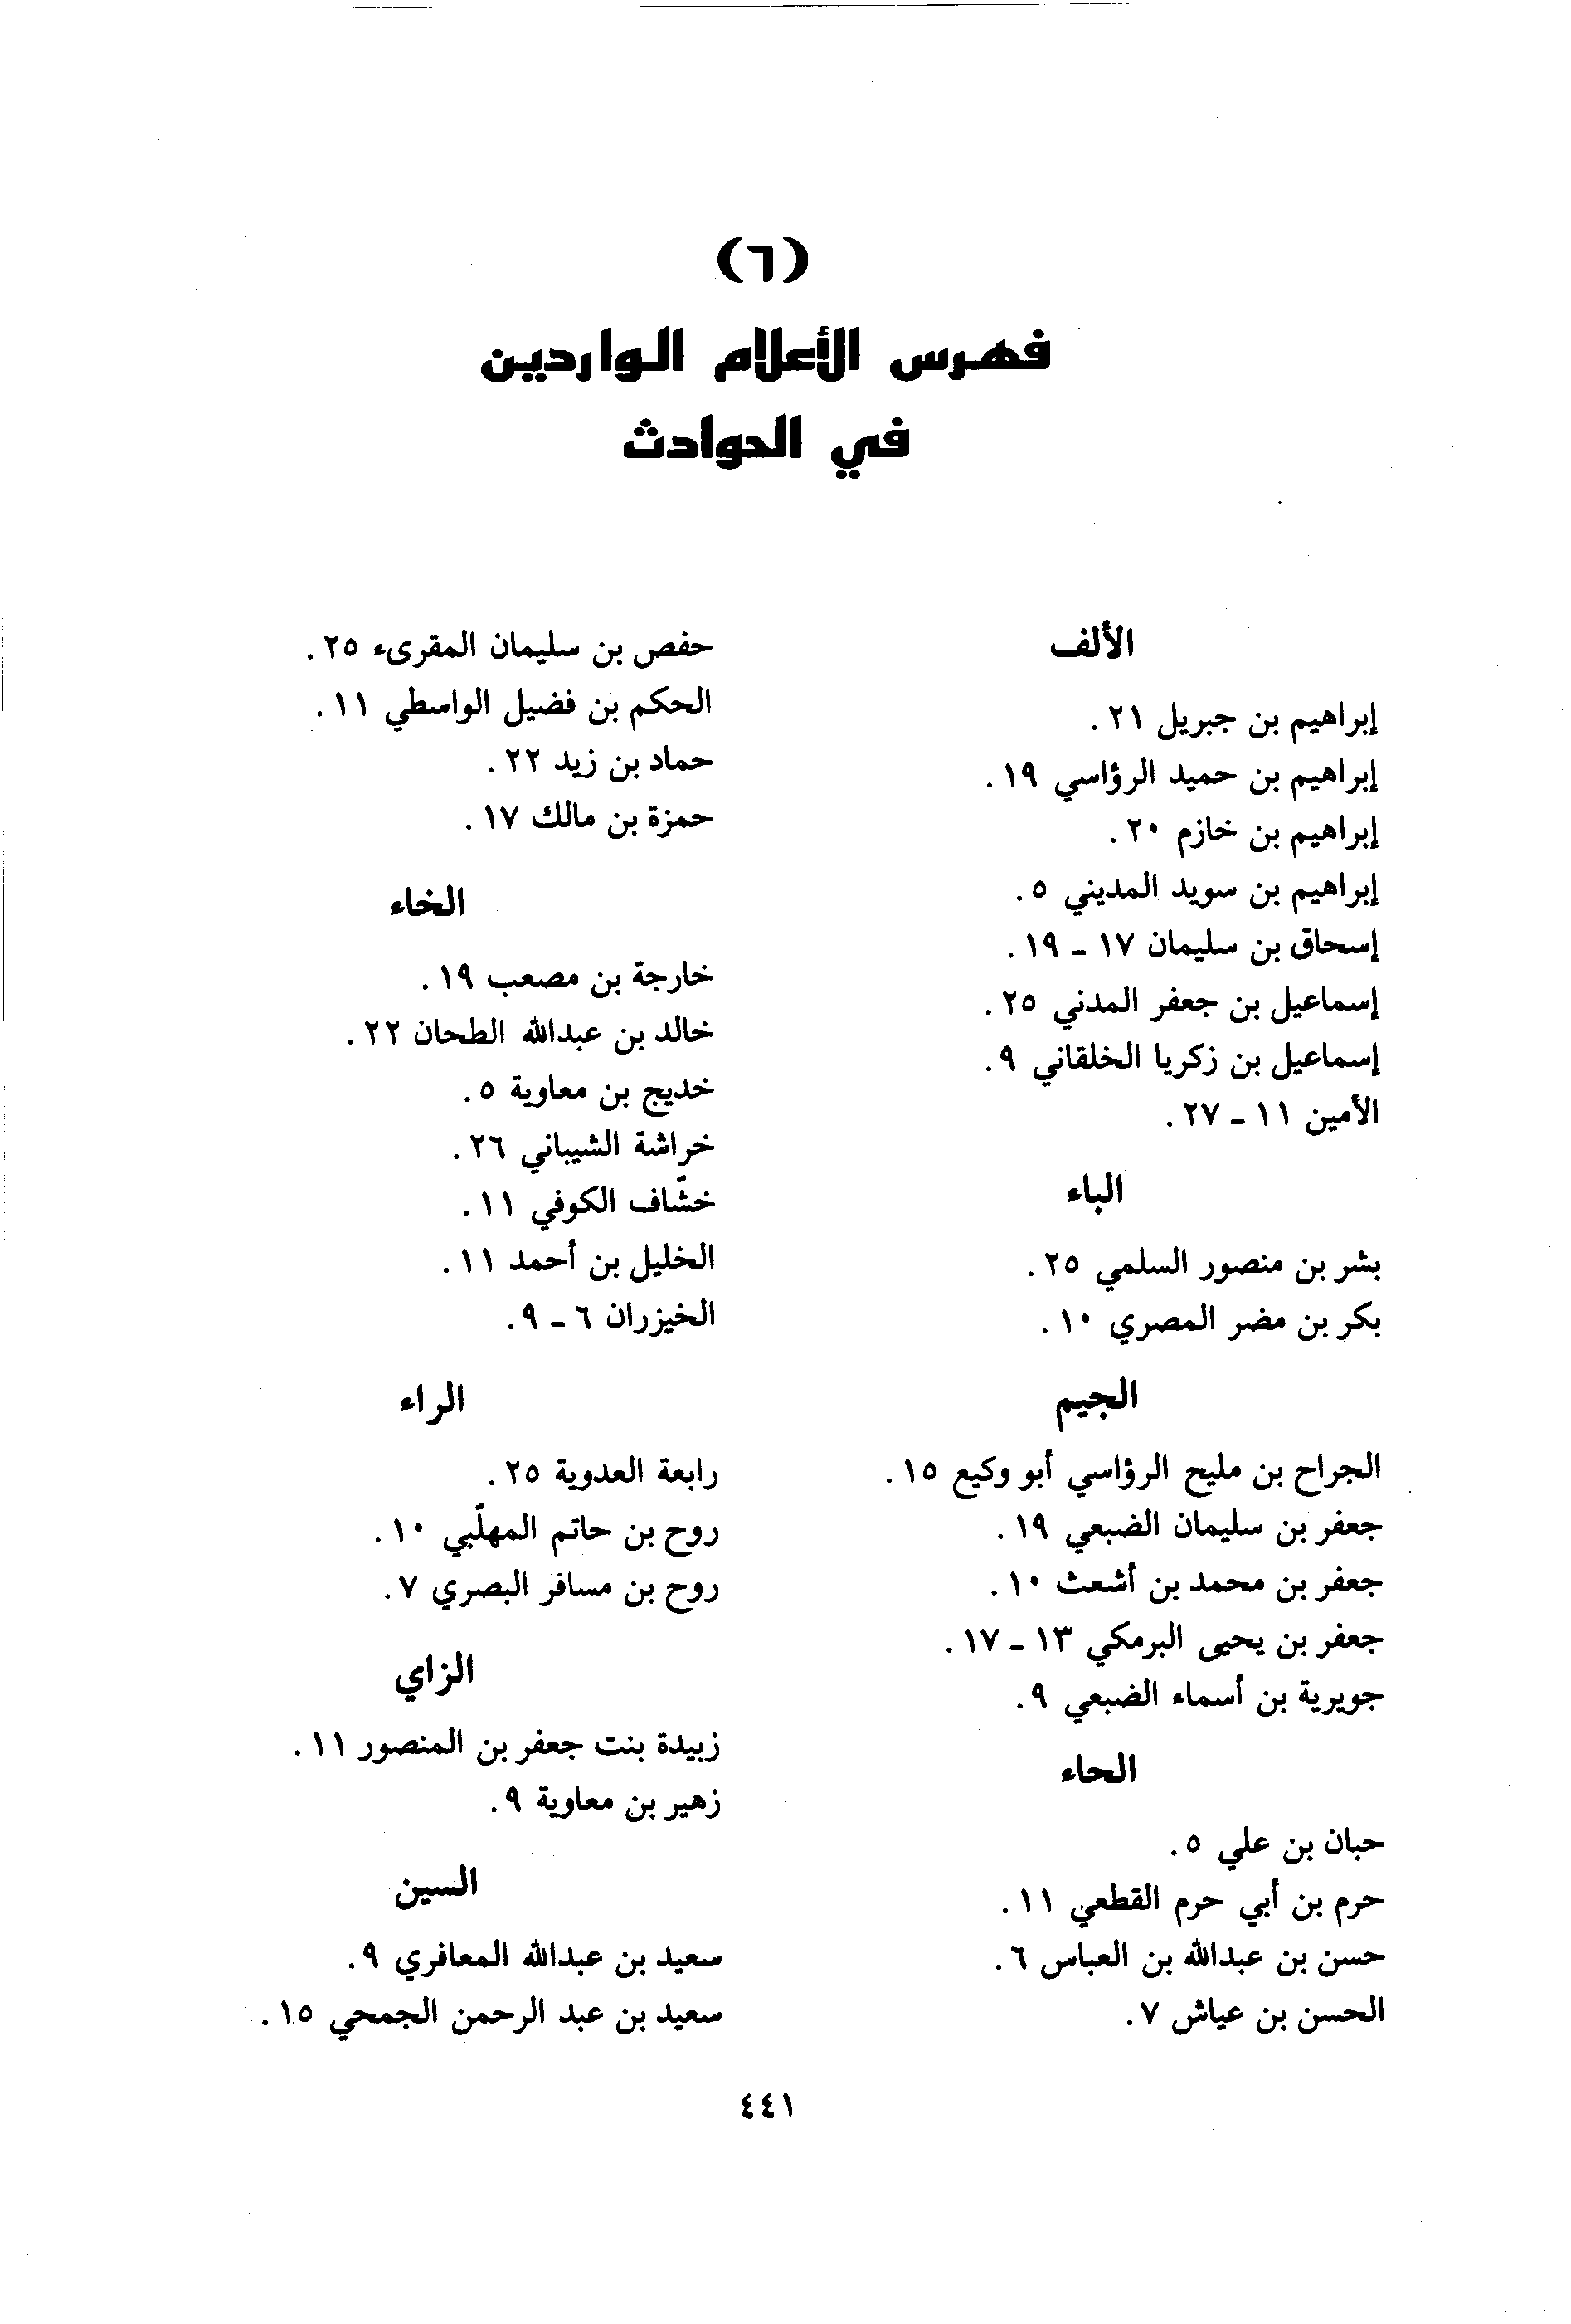 (٦)
فهرس الأعلام الواردين
في الحوادث
الألف
إبراهيم بن جبريل ٢١.
إبراهيم بن حميد الرؤاسي ١٩.
إبراهيم بن خازم ٢٠.
إبراهيم بن سويد المديني ٥.
إسحاق بن سليمان ١٧ - ١٩.
إسماعيل بن جعفر المدني ٢٥.
إسماعيل بن زكريا الخلقاني ٩.
الأمين ١١ - ٢٧.
الباء
بشر بن منصور السلمي ٢٥.
بكر بن مضر المصري ١٠.
الجيم
الجراح بن مليح الرؤاسي أبو وكيع ١٥.
جعفر بن سليمان الضبعي ١٩.
جعفر بن محمد بن أشعث ١٠.
جعفر بن يحيى البرمكي ١٣ - ١٧.
جويرية بن أسماء الضبعي ٩.
الحاء
حبان بن علي ٥.
حرم بن أبي حرم القطعي ١١.
حسن بن عبدالله بن العباس ٦.
الحسن بن عياش ٧.
حفص بن سليمان المقرىء ٢٥.
الحكم بن فضيل الواسطي ١١.
حماد بن زيد ٢٢.
حمزة بن مالك ١٧.
الخاء
خارجة بن مصعب ١٩.
خالد بن عبدالله الطحان ٢٢.
خديج بن معاوية ٥.
خراشة الشيباني ٢٦.
خشّاف الكوفي ١١.
الخليل بن أحمد ١١.
الخيزران ٦ - ٩.
الراء
رابعة العدوية ٢٥.
روح بن حاتم المهلّبي ١٠.
روح بن مسافر البصري ٧.
الزاي
زبيدة بنت جعفر بن المنصور ١١.
زهير بن معاوية ٩.
السين
سعيد بن عبدالله المعافري ٩.
سعيد بن عبد الرحمن الجمحي ١٥.
٤٤١